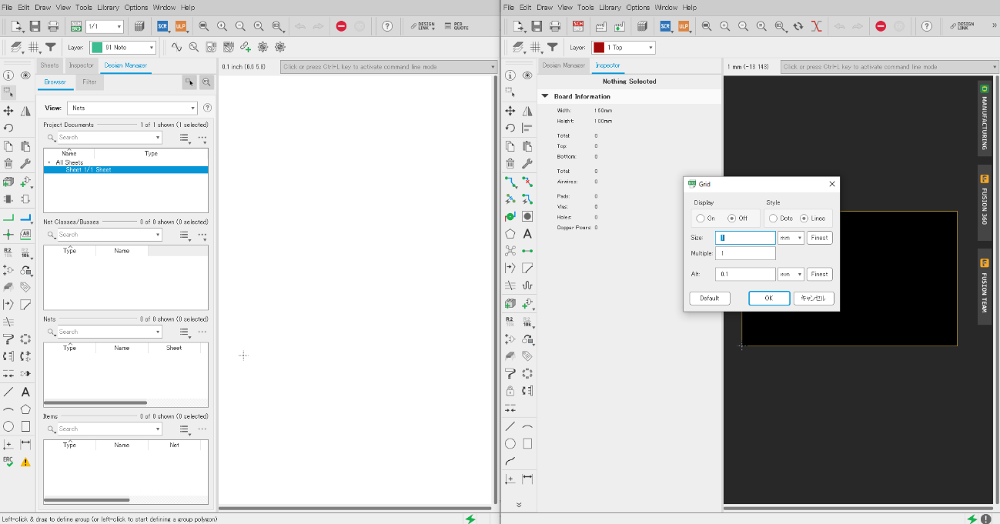 File Edit Draw View Tools Library Options Window Help
SCH BRD 1/1 SCR ULP DESIGN LINK PCB QUOTE
Layer: 91 Nets
Sheets Inspector Design Manager
0.1 inch (6.6 5.8) Click or press Ctrl+L key to activate command line mode
Browser Filter
View: Nets
Project Documents 1 of 1 shown (1 selected)
Search
Name Type
All Sheets
Sheet 1/1 Sheet
Net Classes/Busses 0 of 0 shown (0 selected)
Search
Type Name
Nets 0 of 0 shown (0 selected)
Search
Type Name Sheet
Items 0 of 0 shown (0 selected)
Search
Type Name Net
AB
R2 R2
10k 10k
A
ERC
Left-click & drag to define group (or left-click to start defining a group polygon)
File Edit Draw View Tools Library Options Window Help
SCH SCR ULP DESIGN LINK
Layer: 1 Top
Design Manager Inspector
1 mm (-13 148) Click or press Ctrl+L key to activate command line mode
Nothing Selected
Board Information
Width: 160mm
Height: 100mm
Total: 0
Top: 0
Bottom: 0
Total: 0
Airwires: 0
Pads: 0
Vias: 0
Holes: 0
Copper Pours: 0
A
R2 R2
10k 10k
Grid
Display Style
On Off Dots Lines
Size: 1 mm Finest
Multiple: 1
Alt: 0.1 mm Finest
Default OK キャンセル
MANUFACTURING
FUSION 360
FUSION TEAM